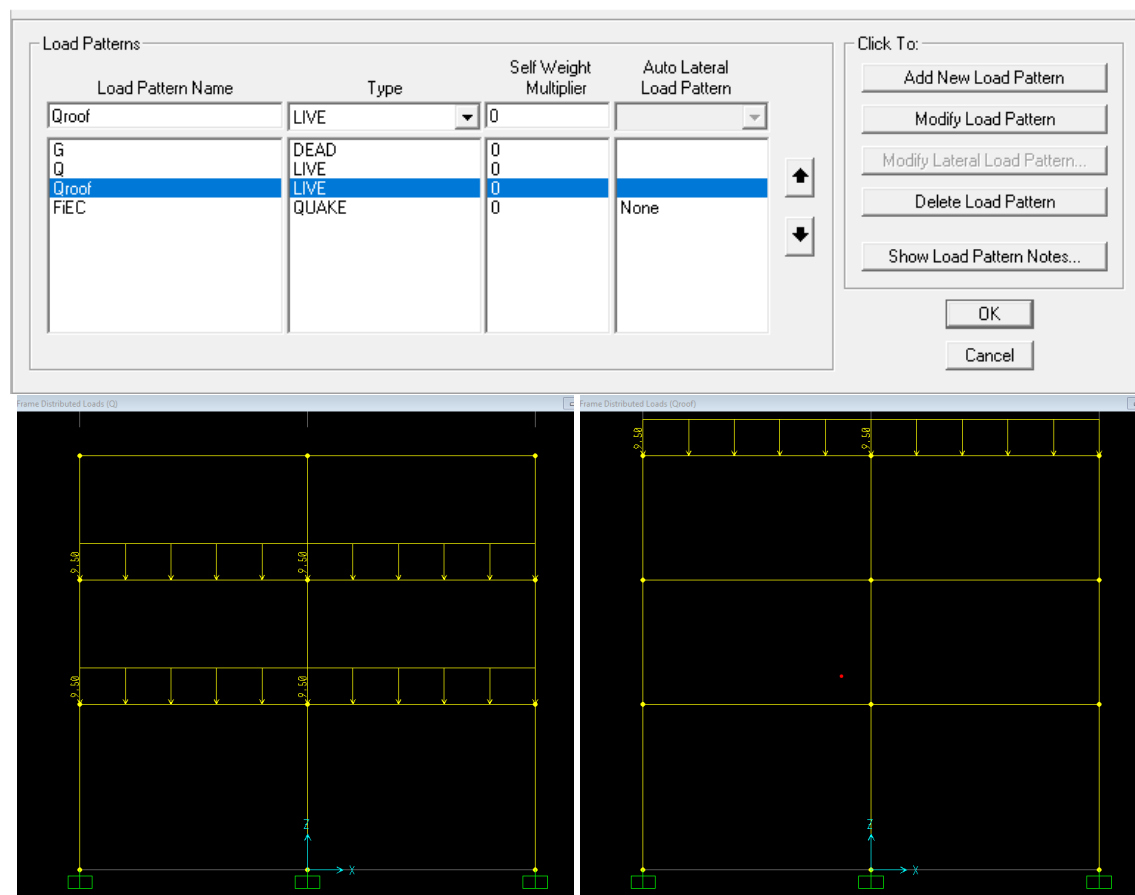 Load Patterns
Load Pattern Name
Type
Self Weight
Multiplier
Auto Lateral
Load Pattern
Qroof
LIVE
0
G
DEAD
0
Q
LIVE
0
Qroof
LIVE
0
FiEC
QUAKE
0
None
Click To:
Add New Load Pattern
Modify Load Pattern
Modify Lateral Load Pattern...
Delete Load Pattern
Show Load Pattern Notes...
OK
Cancel
Frame Distributed Loads (Q)
9.50
9.50
9.50
9.50
Z
X
Frame Distributed Loads (Qroof)
9.50
9.50
Z
X